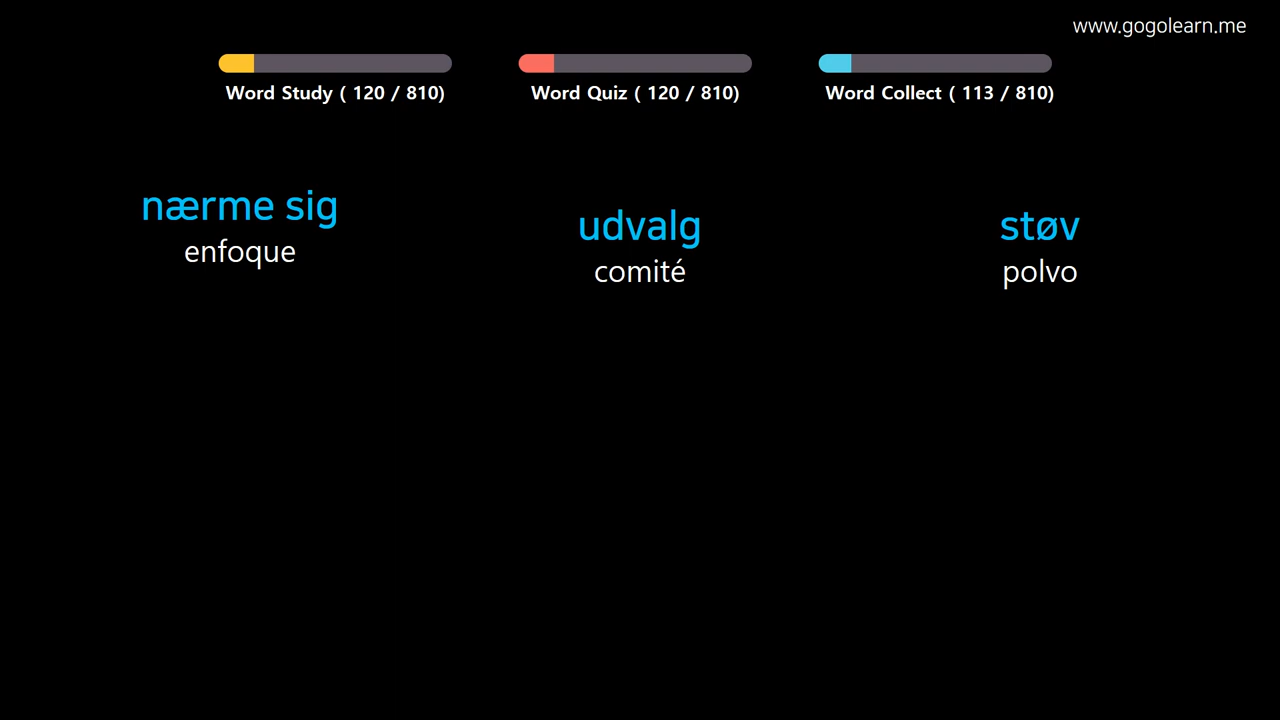 www.gogolearn.me
Word Study ( 120 / 810)
Word Quiz ( 120 / 810)
Word Collect ( 113 / 810)
nærme sig
enfoque
udvalg
comité
støv
polvo